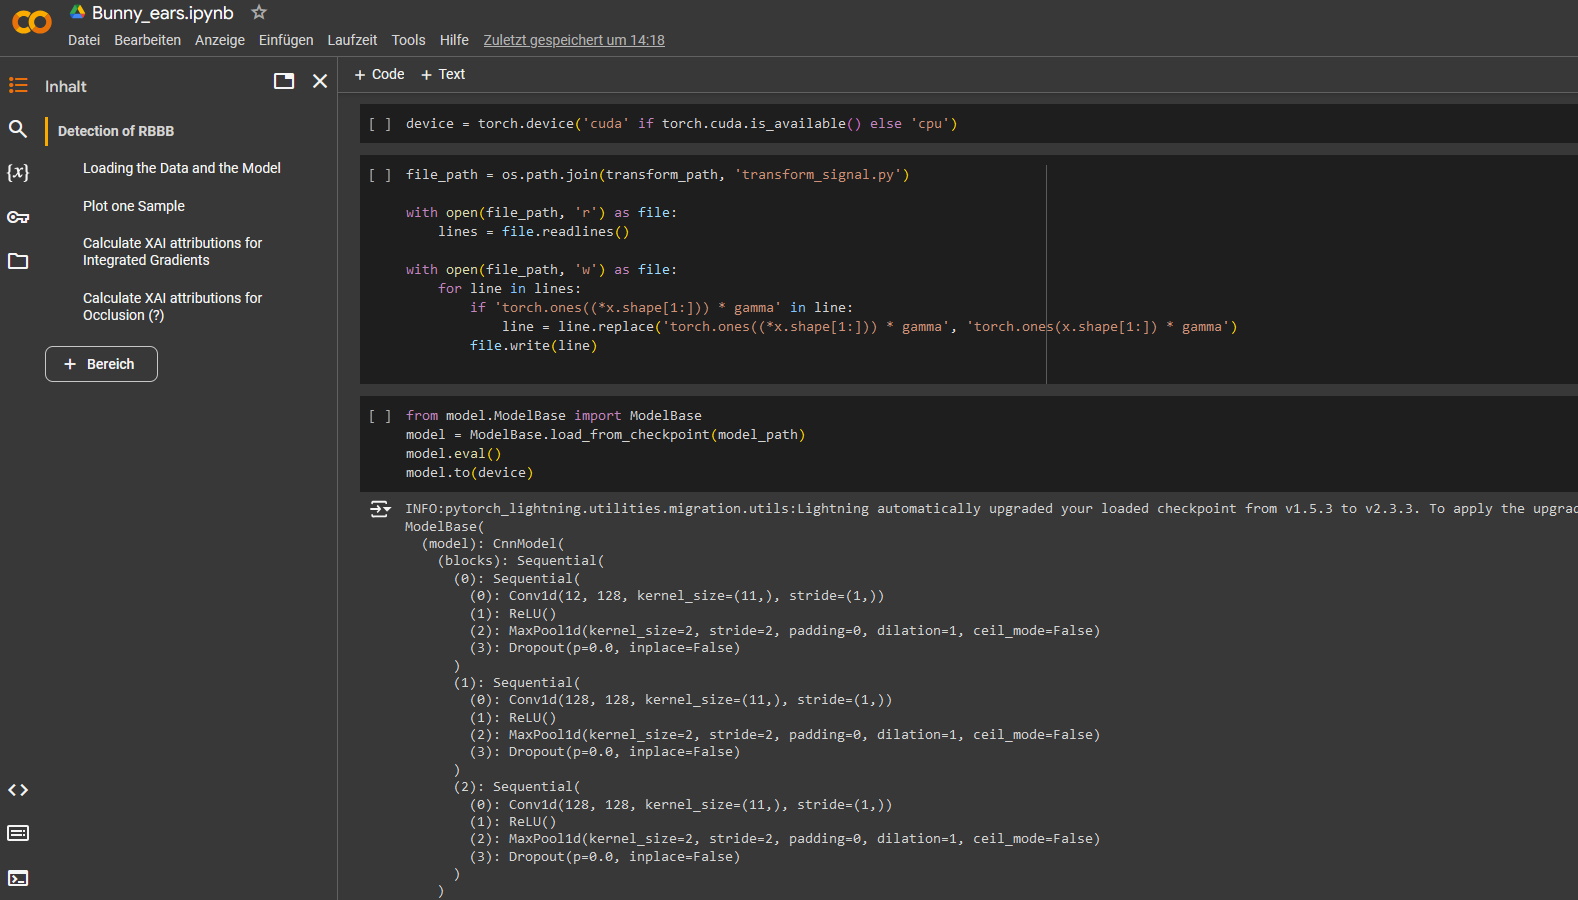 Bunny_ears.ipynb
Datei Bearbeiten Anzeige Einfügen Laufzeit Tools Hilfe Zuletzt gespeichert um 14:18
Inhalt
Detection of RBBB
Loading the Data and the Model
Plot one Sample
Calculate XAI attributions for
Integrated Gradients
Calculate XAI attributions for
Occlusion (?)
+ Bereich
+ Code + Text
[ ] device = torch.device('cuda' if torch.cuda.is_available() else 'cpu')
[ ] file_path = os.path.join(transform_path, 'transform_signal.py')
with open(file_path, 'r') as file:
    lines = file.readlines()
with open(file_path, 'w') as file:
    for line in lines:
        if 'torch.ones((*x.shape[1:])) * gamma' in line:
            line = line.replace('torch.ones((*x.shape[1:])) * gamma', 'torch.ones(x.shape[1:]) * gamma')
        file.write(line)
[ ] from model.ModelBase import ModelBase
model = ModelBase.load_from_checkpoint(model_path)
model.eval()
model.to(device)
INFO:pytorch_lightning.utilities.migration.utils:Lightning automatically upgraded your loaded checkpoint from v1.5.3 to v2.3.3. To apply the upgrad
ModelBase(
  (model): CnnModel(
    (blocks): Sequential(
      (0): Sequential(
        (0): Conv1d(12, 128, kernel_size=(11,), stride=(1,))
        (1): ReLU()
        (2): MaxPool1d(kernel_size=2, stride=2, padding=0, dilation=1, ceil_mode=False)
        (3): Dropout(p=0.0, inplace=False)
      )
      (1): Sequential(
        (0): Conv1d(128, 128, kernel_size=(11,), stride=(1,))
        (1): ReLU()
        (2): MaxPool1d(kernel_size=2, stride=2, padding=0, dilation=1, ceil_mode=False)
        (3): Dropout(p=0.0, inplace=False)
      )
      (2): Sequential(
        (0): Conv1d(128, 128, kernel_size=(11,), stride=(1,))
        (1): ReLU()
        (2): MaxPool1d(kernel_size=2, stride=2, padding=0, dilation=1, ceil_mode=False)
        (3): Dropout(p=0.0, inplace=False)
      )
    )